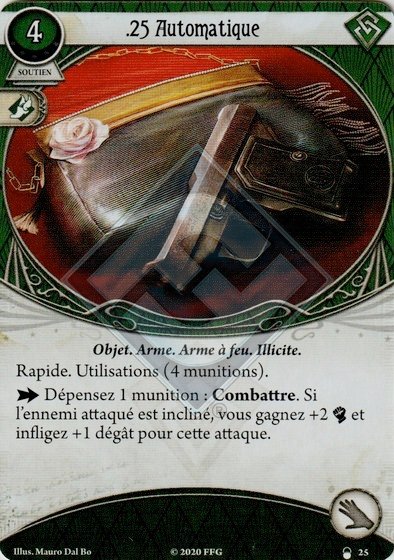 4
.25 Automatique
SOUTIEN
Objet. Arme. Arme à feu. Illicite.
Rapide. Utilisations (4 munitions).
Dépensez 1 munition : Combattre. Si
l'ennemi attaqué est incliné, vous gagnez +2 et
infligez +1 dégât pour cette attaque.
Illus. Mauro Dal Bo © 2020 FFG 25